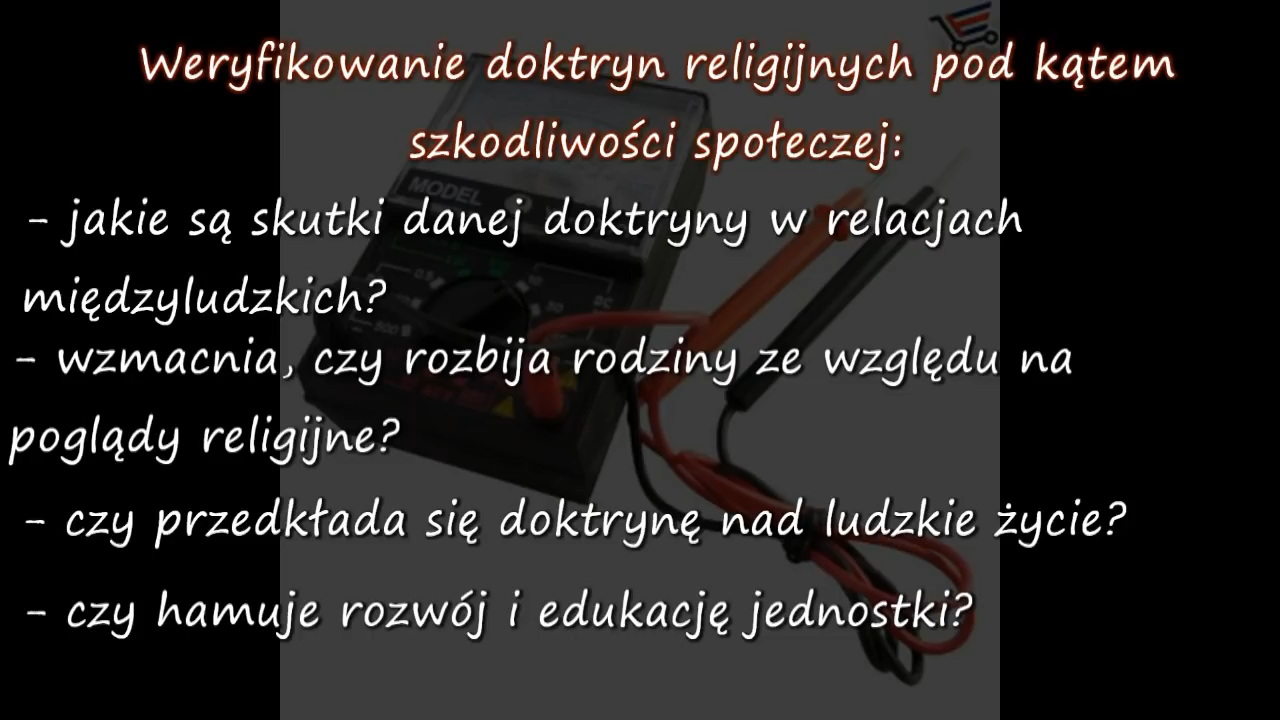 Weryfikowanie doktryn religijnych pod kątem
szkodliwości społeczej:
- jakie są skutki danej doktryny w relacjach
międzyludzkich?
- wzmacnia, czy rozbija rodziny ze względu na
poglądy religijne?
- czy przedkłada się doktrynę nad ludzkie życie?
- czy hamuje rozwój i edukację jednostki?
MODEL